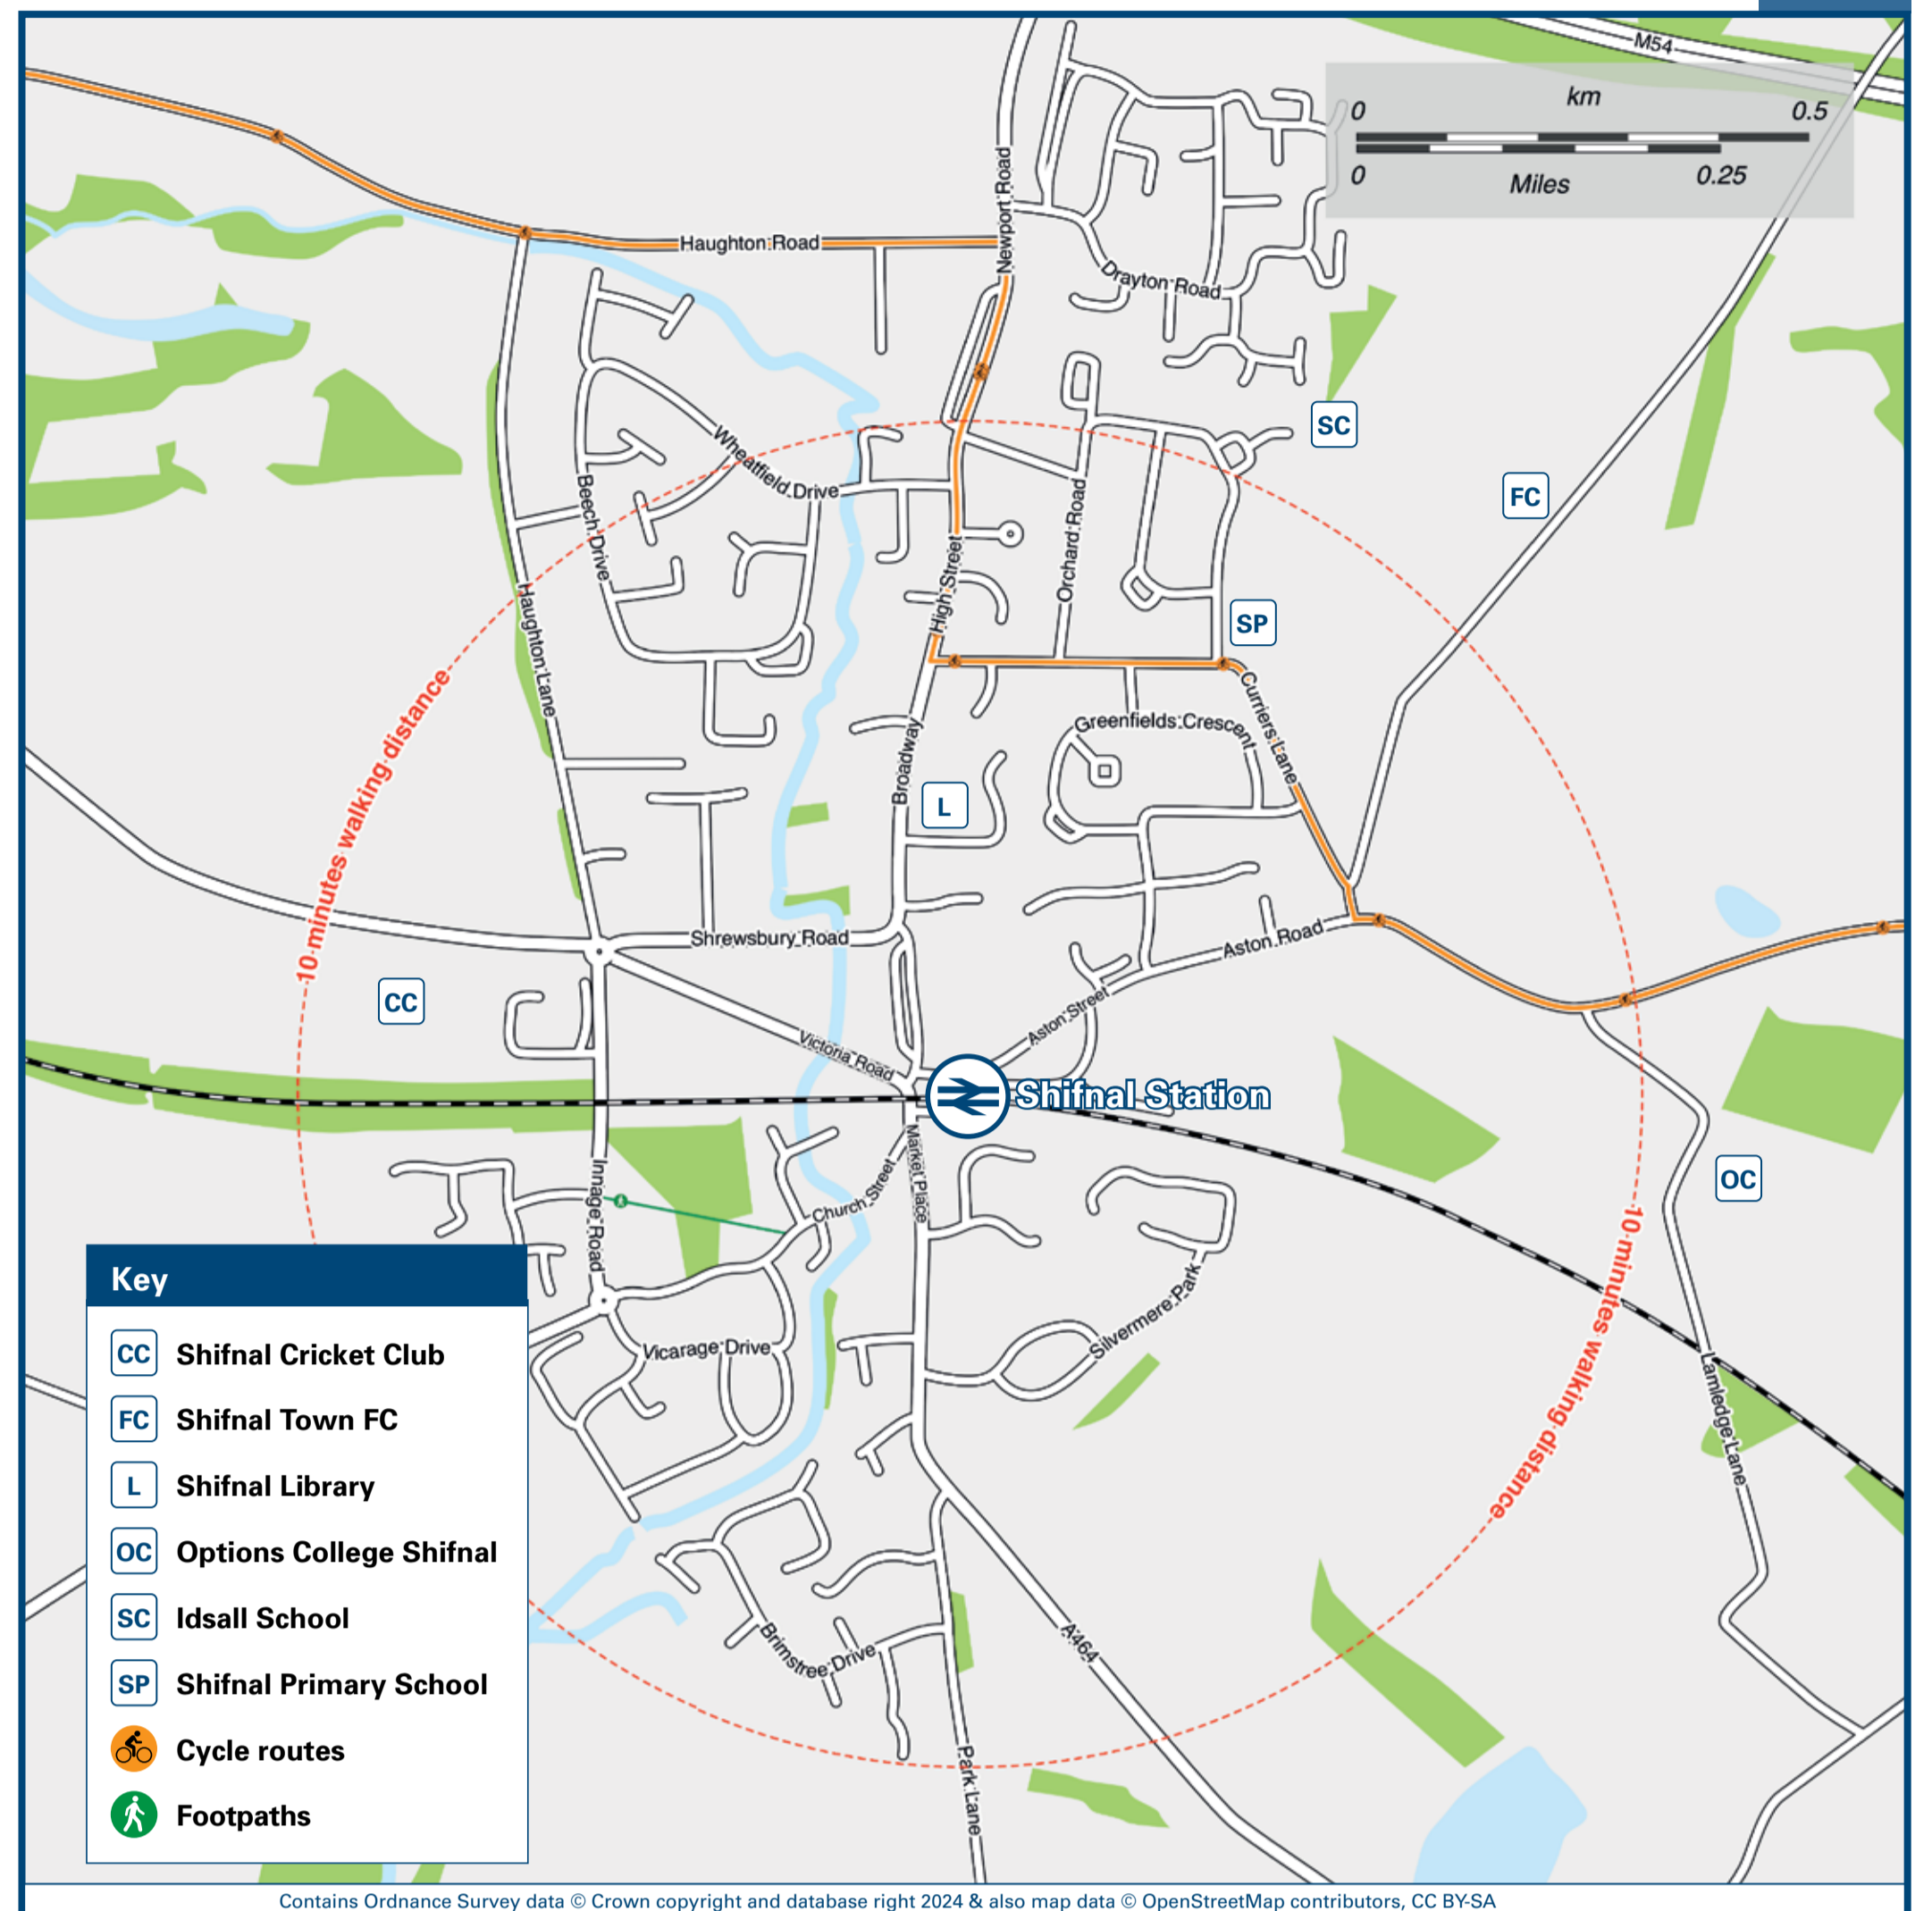 M54
km
0
0.5
0
Miles
0.25
Newport Road
Haughton Road
Drayton Road
SC
Wheatfield Drive
Beech Drive
FC
Orchard Road
High Street
Haughton Lane
SP
Curriers Lane
10 minutes walking distance
Greenfields Crescent
Broadway
L
Shrewsbury Road
Aston Road
CC
Aston Street
Victoria Road
Shifnal Station
Market Place
Church Street
Innage Road
OC
10 minutes walking distance
Silvermere Park
Vicarage Drive
Lamledge Lane
Brimstree Drive
A464
Park Lane
Key
CC Shifnal Cricket Club
FC Shifnal Town FC
L Shifnal Library
OC Options College Shifnal
SC Idsall School
SP Shifnal Primary School
Cycle routes
Footpaths
Contains Ordnance Survey data © Crown copyright and database right 2024 & also map data © OpenStreetMap contributors, CC BY-SA